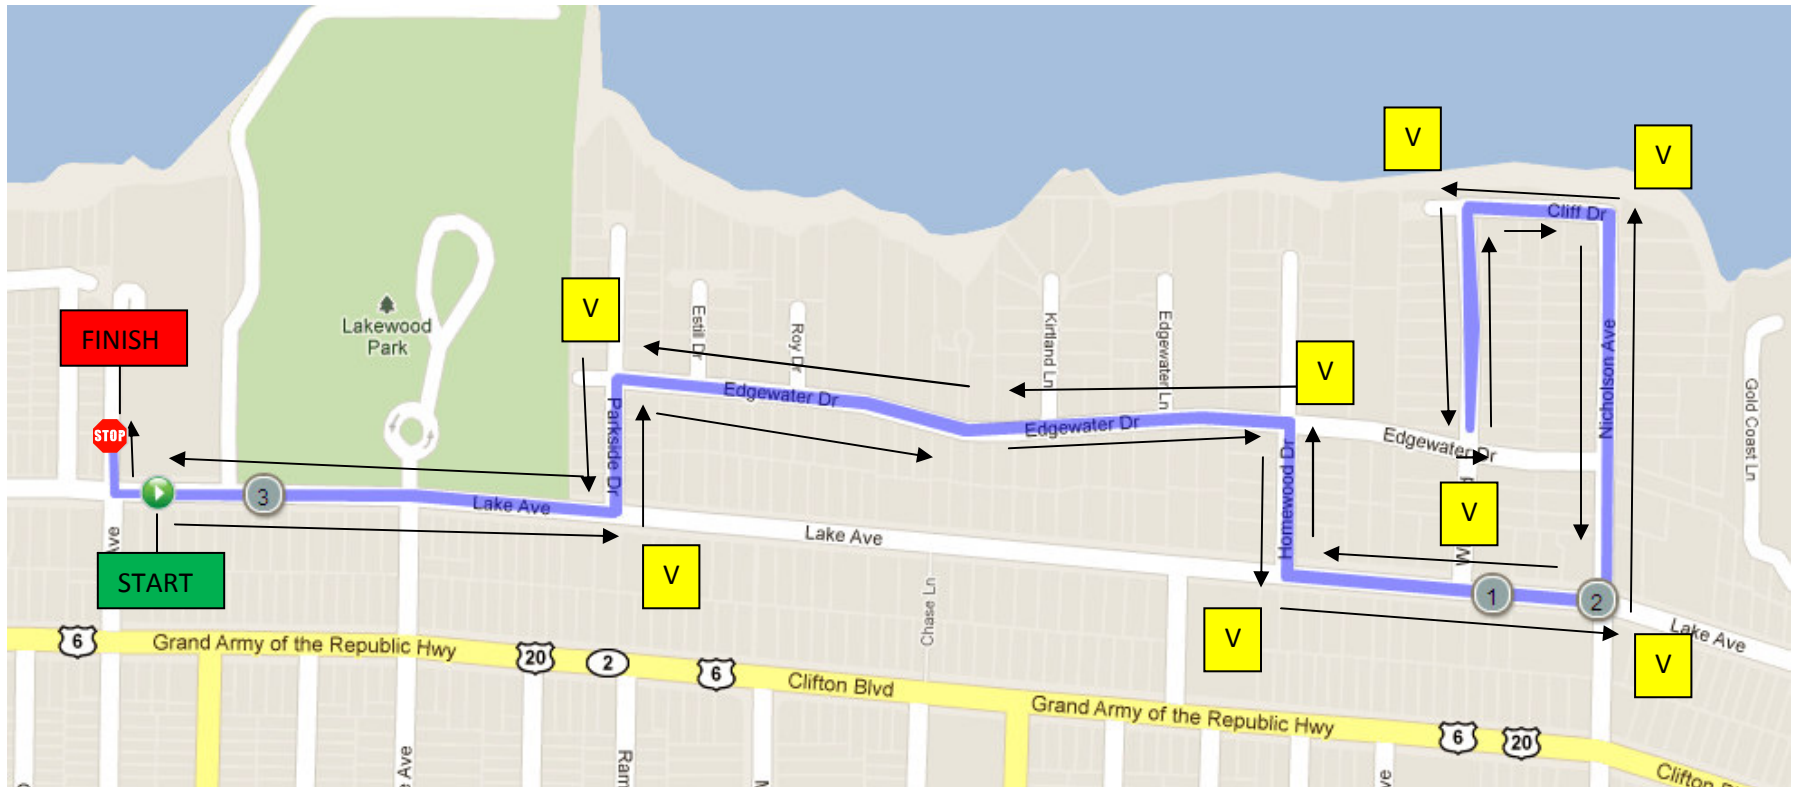 V
V
Cliff Dr
V
Lakewood
Park
Estill Dr
Roy Dr
Kirtland Ln
Edgewater Ln
FINISH
V
Nicholson Ave
Gold Coast Ln
Edgewater Dr
Parkside Dr
Edgewater Dr
Edgewater Dr
STOP
Homewood Dr
3
Lake Ave
V
Lake Ave
V
START
Chase Ln
1
2
V
Lake Ave
V
6
Grand Army of the Republic Hwy
20
2
6
Clifton Blvd
Grand Army of the Republic Hwy
6
20
Ave
Ram